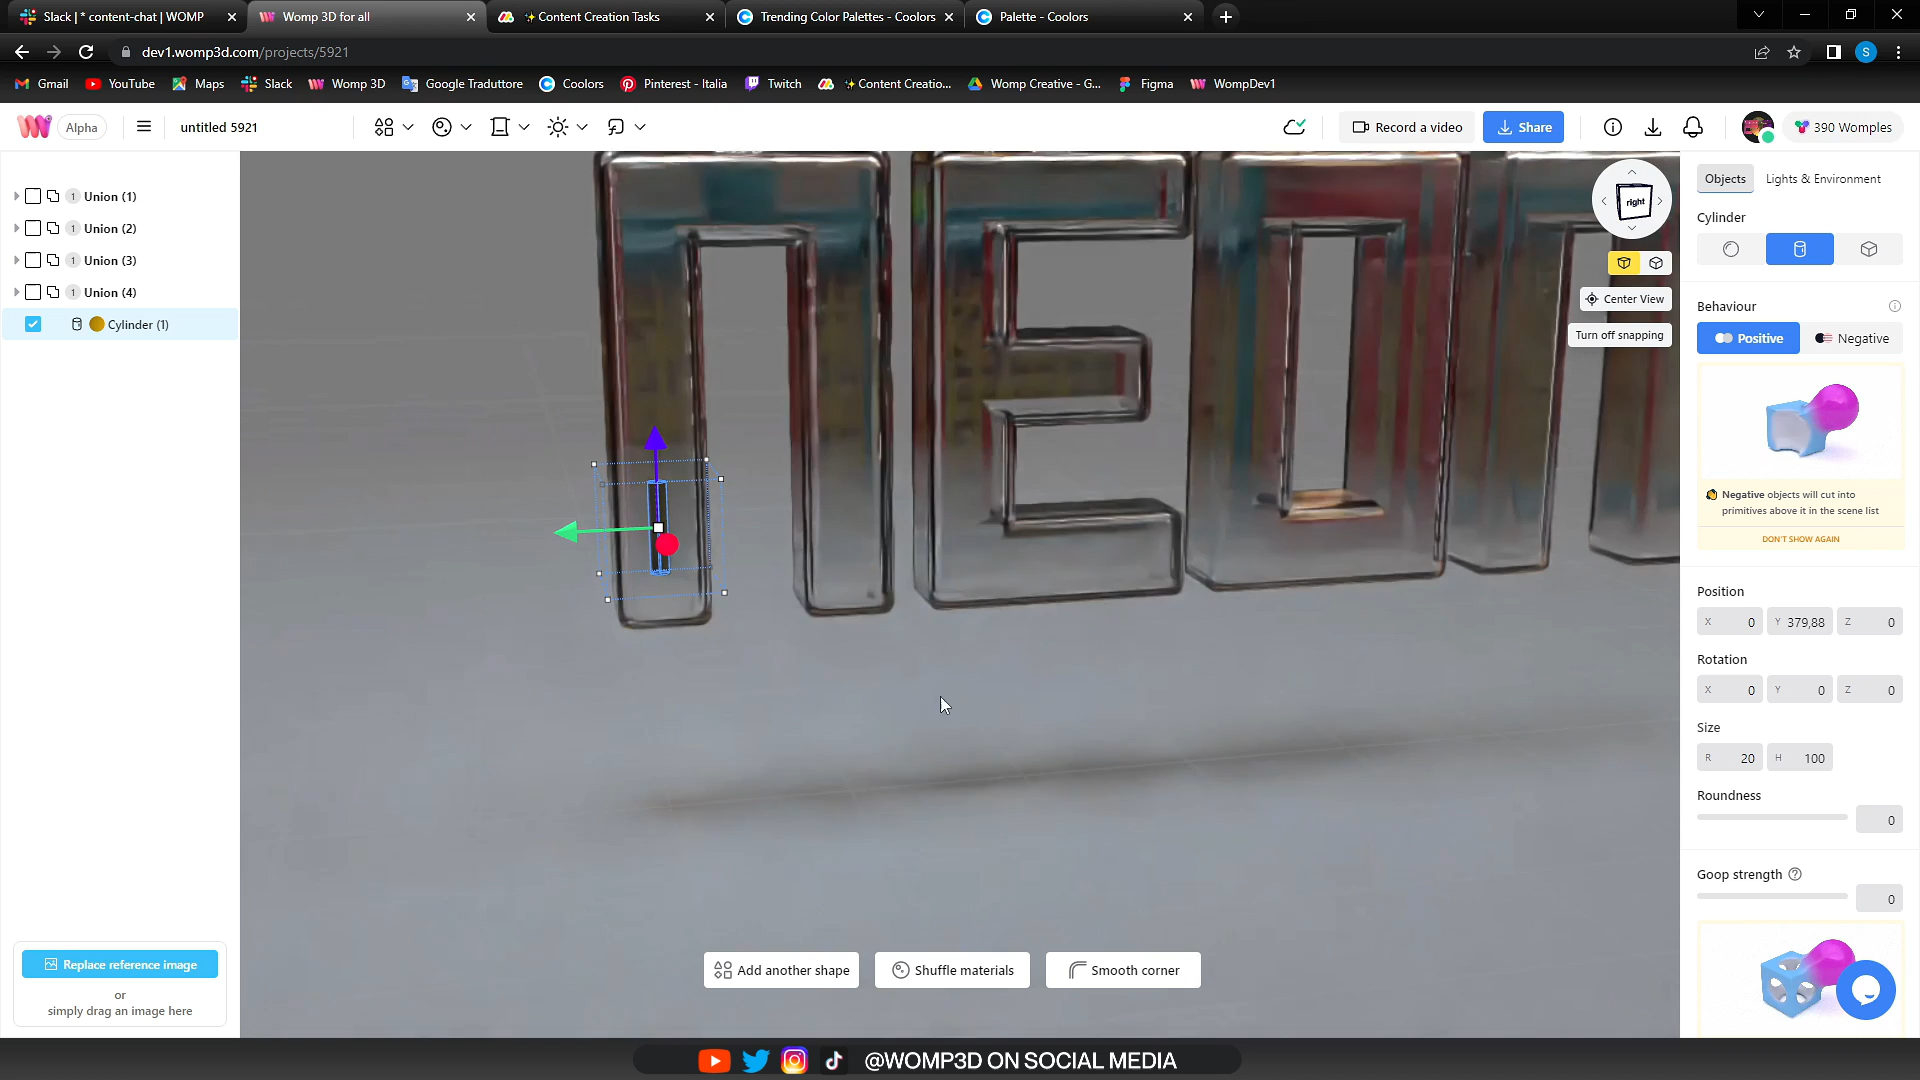 Slack | * content-chat | WOMP
Womp 3D for all
✨Content Creation Tasks
Trending Color Palettes - Coolors
Palette - Coolors
dev1.womp3d.com/projects/5921
S
Gmail
YouTube
Maps
Slack
Womp 3D
Google Traduttore
Coolors
Pinterest - Italia
Twitch
✨Content Creatio...
Womp Creative - G...
Figma
WompDev1
Alpha
untitled 5921
Record a video
Share
390 Womples
1 Union (1)
1 Union (2)
1 Union (3)
1 Union (4)
Cylinder (1)
right
Center View
Turn off snapping
Objects
Lights & Environment
Cylinder
Behaviour
Positive
Negative
Negative objects will cut into
primitives above it in the scene list
DON'T SHOW AGAIN
Position
X 0 Y 379,88 Z 0
Rotation
X 0 Y 0 Z 0
Size
R 20 H 100
Roundness
0
Goop strength ?
0
Add another shape
Shuffle materials
Smooth corner
Replace reference image
or
simply drag an image here
@WOMP3D ON SOCIAL MEDIA